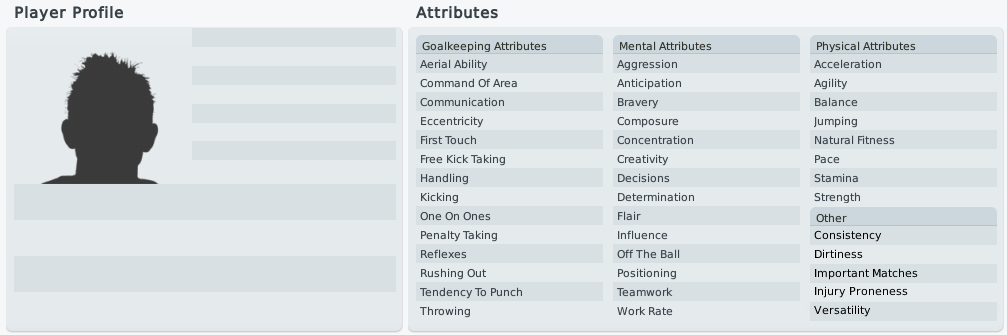 Player Profile
Attributes
Goalkeeping Attributes
Aerial Ability
Command Of Area
Communication
Eccentricity
First Touch
Free Kick Taking
Handling
Kicking
One On Ones
Penalty Taking
Reflexes
Rushing Out
Tendency To Punch
Throwing
Mental Attributes
Aggression
Anticipation
Bravery
Composure
Concentration
Creativity
Decisions
Determination
Flair
Influence
Off The Ball
Positioning
Teamwork
Work Rate
Physical Attributes
Acceleration
Agility
Balance
Jumping
Natural Fitness
Pace
Stamina
Strength
Other
Consistency
Dirtiness
Important Matches
Injury Proneness
Versatility